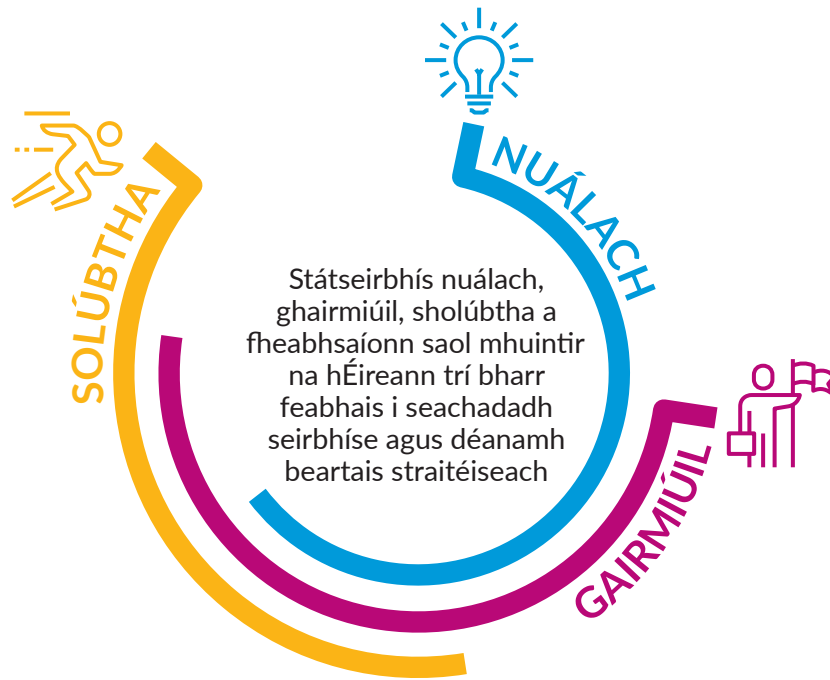 NUÁLACH
SOLÚBTHA
Státseirbhís nuálach,
ghairmiúil, sholúbtha a
fheabhsaíonn saol mhuintir
na hÉireann trí bharr
feabhais i seachadadh
seirbhíse agus déanamh
beartais straitéiseach
GAIRMIÚIL